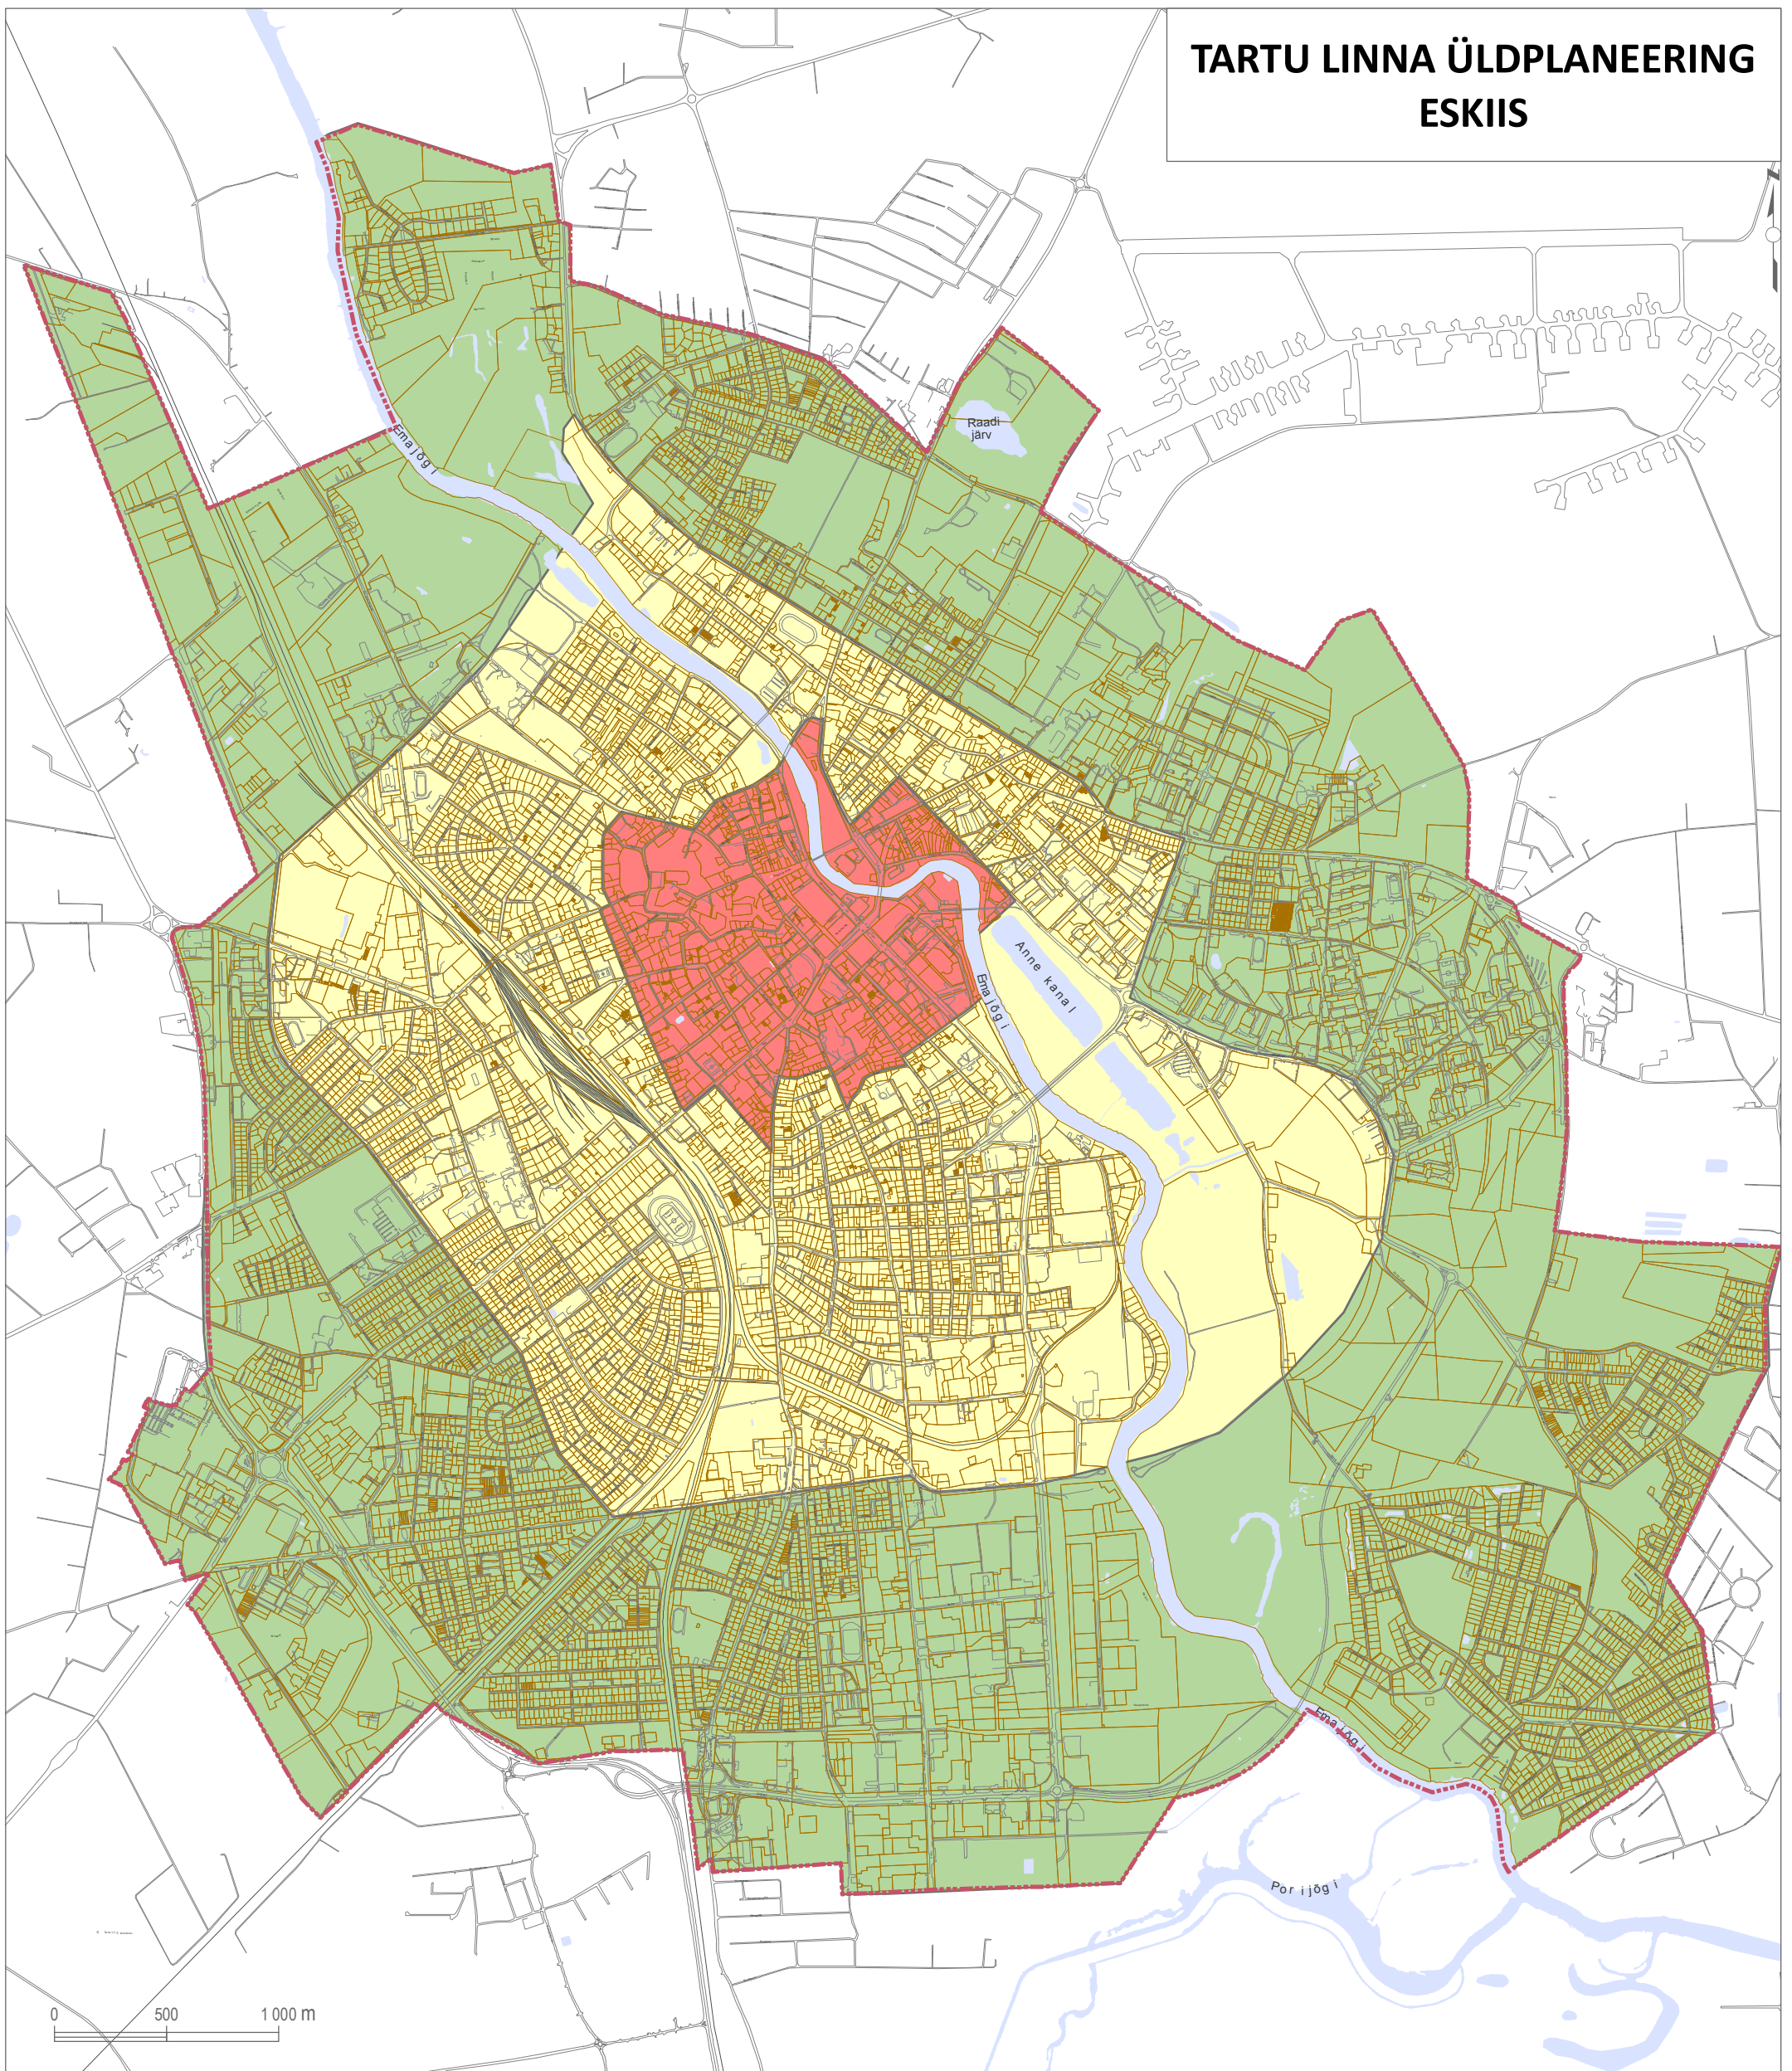 TARTU LINNA ÜLDPLANEERING
ESKIIS
Raadi
järv
Emajõgi
Anne kanal
Emajõgi
Emajõgi
Porijõgi
0 500 1 000 m